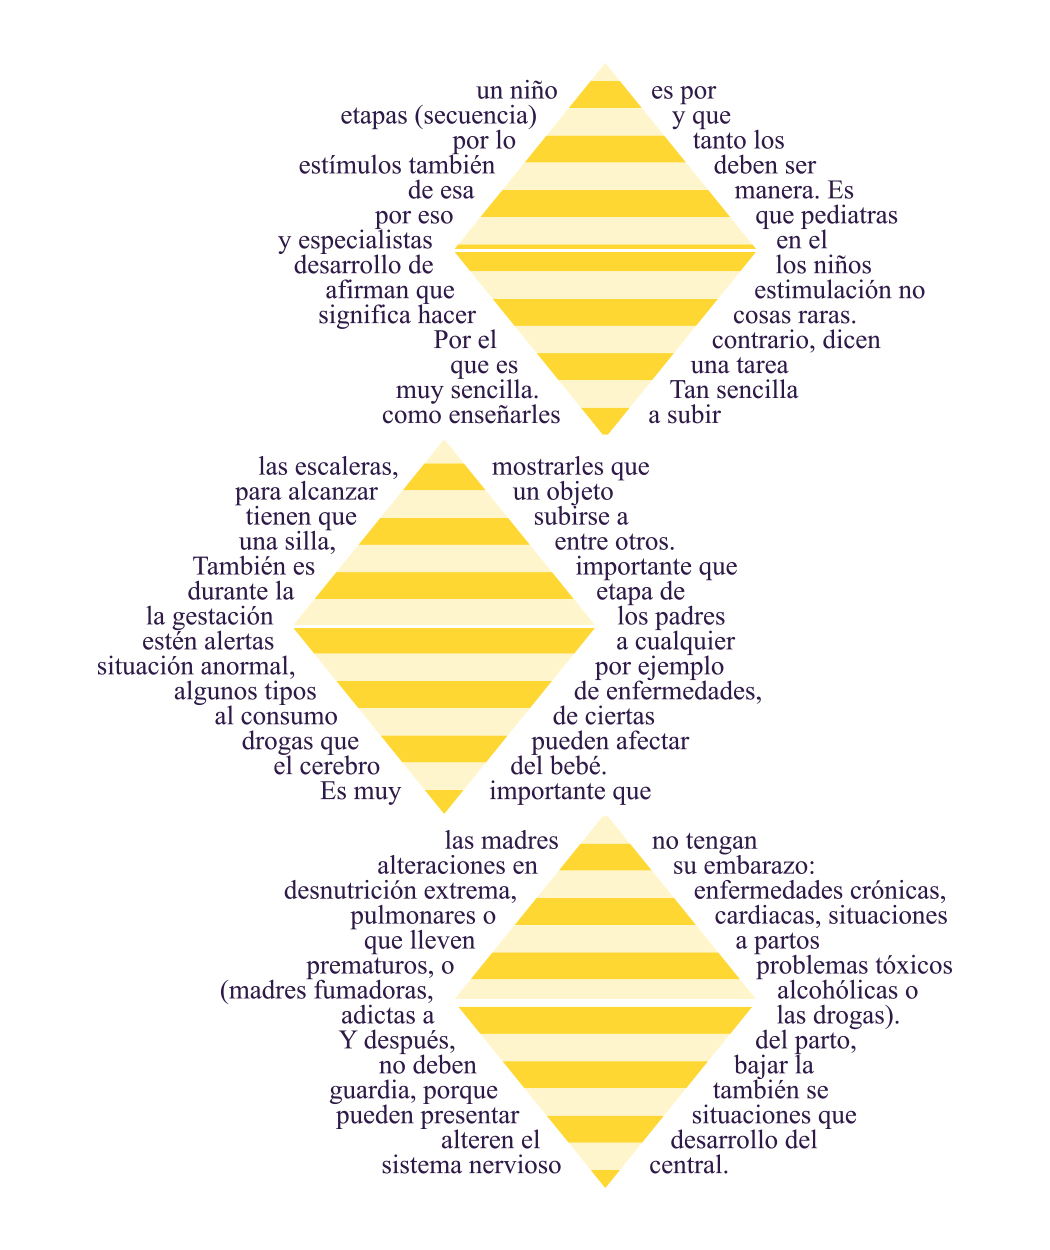 un niño es por
etapas (secuencia) y que
por lo tanto los
estímulos también deben ser
de esa manera. Es
por eso que pediatras
y especialistas en el
desarrollo de los niños
afirman que estimulación no
significa hacer cosas raras.
Por el contrario, dicen
que es una tarea
muy sencilla. Tan sencilla
como enseñarles a subir
las escaleras, mostrarles que
para alcanzar un objeto
tienen que subirse a
una silla, entre otros.
También es importante que
durante la etapa de
la gestación los padres
estén alertas a cualquier
situación anormal, por ejemplo
algunos tipos de enfermedades,
al consumo de ciertas
drogas que pueden afectar
el cerebro del bebé.
Es muy importante que
las madres no tengan
alteraciones en su embarazo:
desnutrición extrema, enfermedades crónicas,
pulmonares o cardiacas, situaciones
que lleven a partos
prematuros, o problemas tóxicos
(madres fumadoras, alcohólicas o
adictas a las drogas).
Y después, del parto,
no deben bajar la
guardia, porque también se
pueden presentar situaciones que
alteren el desarrollo del
sistema nervioso central.